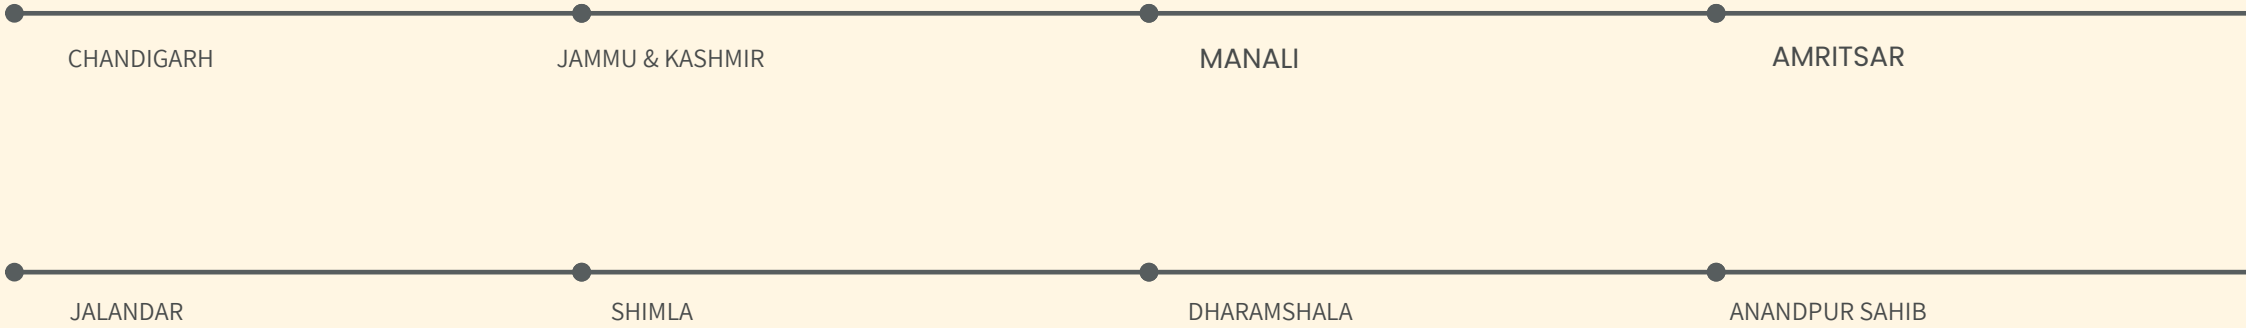 CHANDIGARH
JAMMU & KASHMIR
MANALI
AMRITSAR
JALANDAR
SHIMLA
DHARAMSHALA
ANANDPUR SAHIB